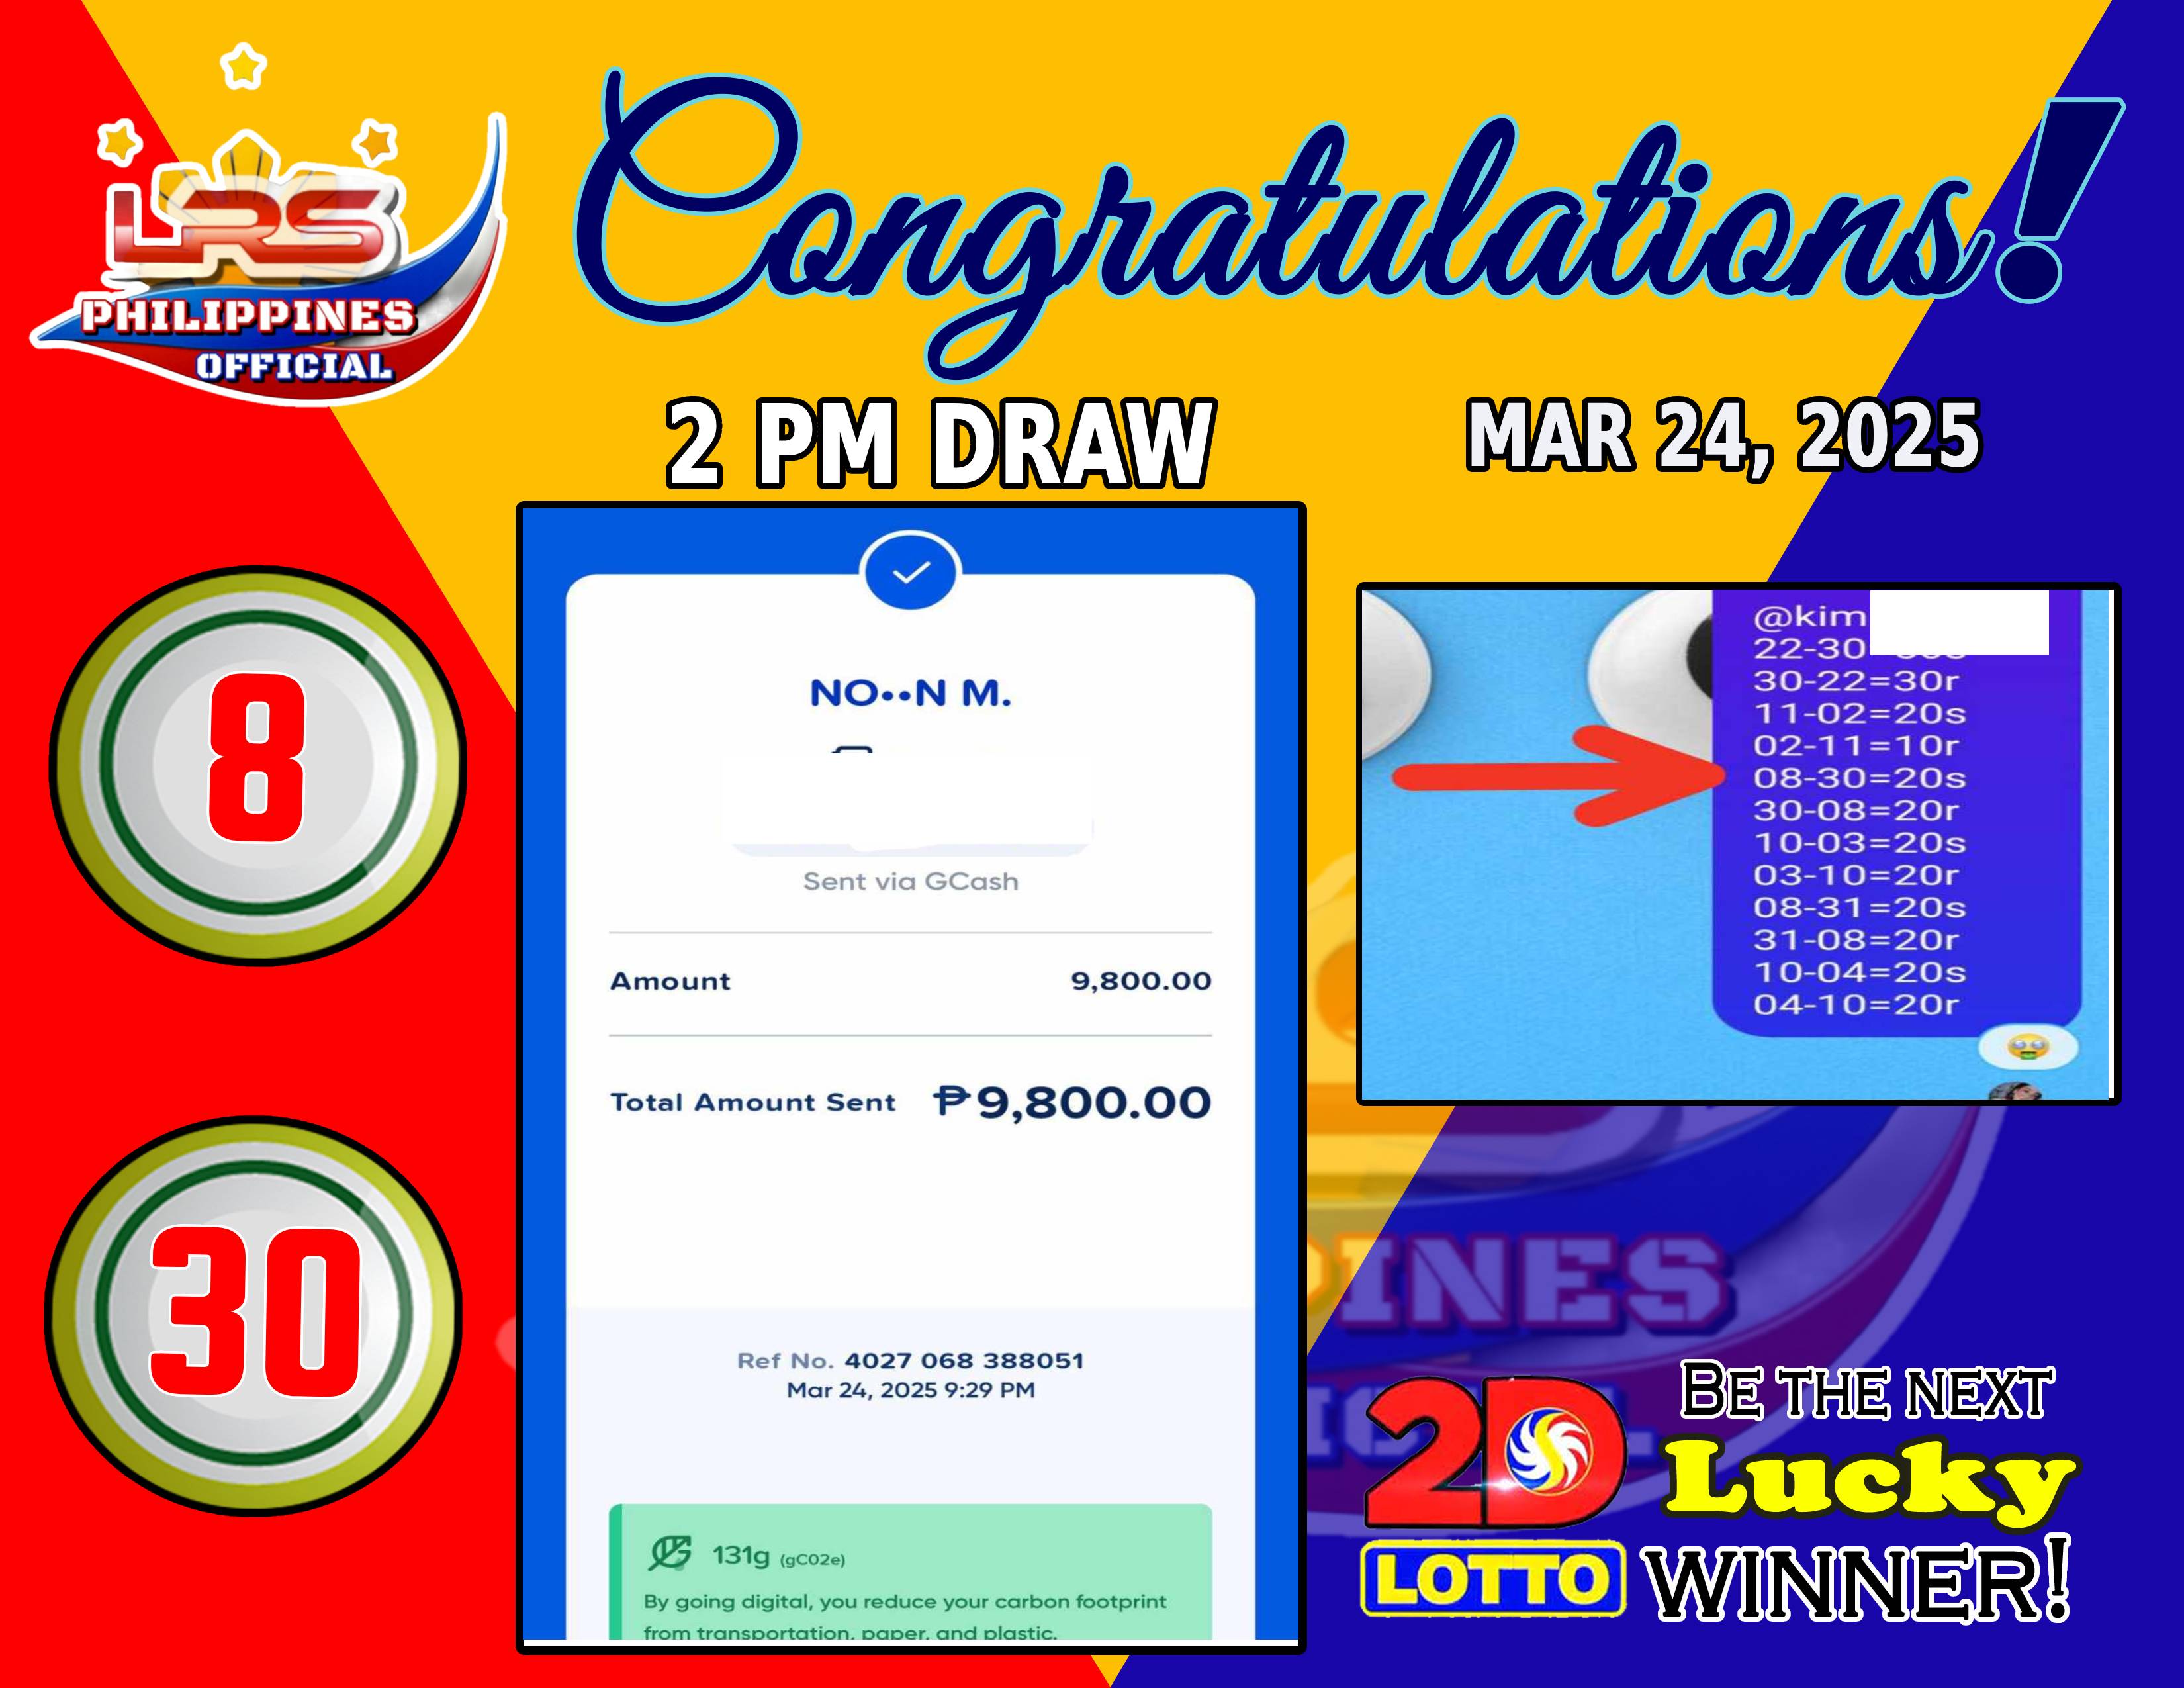 LRS
PHILIPPINES
OFFICIAL
Congratulations!
2 PM DRAW
MAR 24, 2025
8
30
NO••N M.
Sent via GCash
Amount 9,800.00
Total Amount Sent ₱9,800.00
Ref No. 4027 068 388051
Mar 24, 2025 9:29 PM
131g (gCO2e)
By going digital, you reduce your carbon footprint
from transportation, paper, and plastic.
@kim
22-30
30-22=30r
11-02=20s
02-11=10r
08-30=20s
30-08=20r
10-03=20s
03-10=20r
08-31=20s
31-08=20r
10-04=20s
04-10=20r
PINES
2D
LOTTO
BE THE NEXT
Lucky
WINNER!